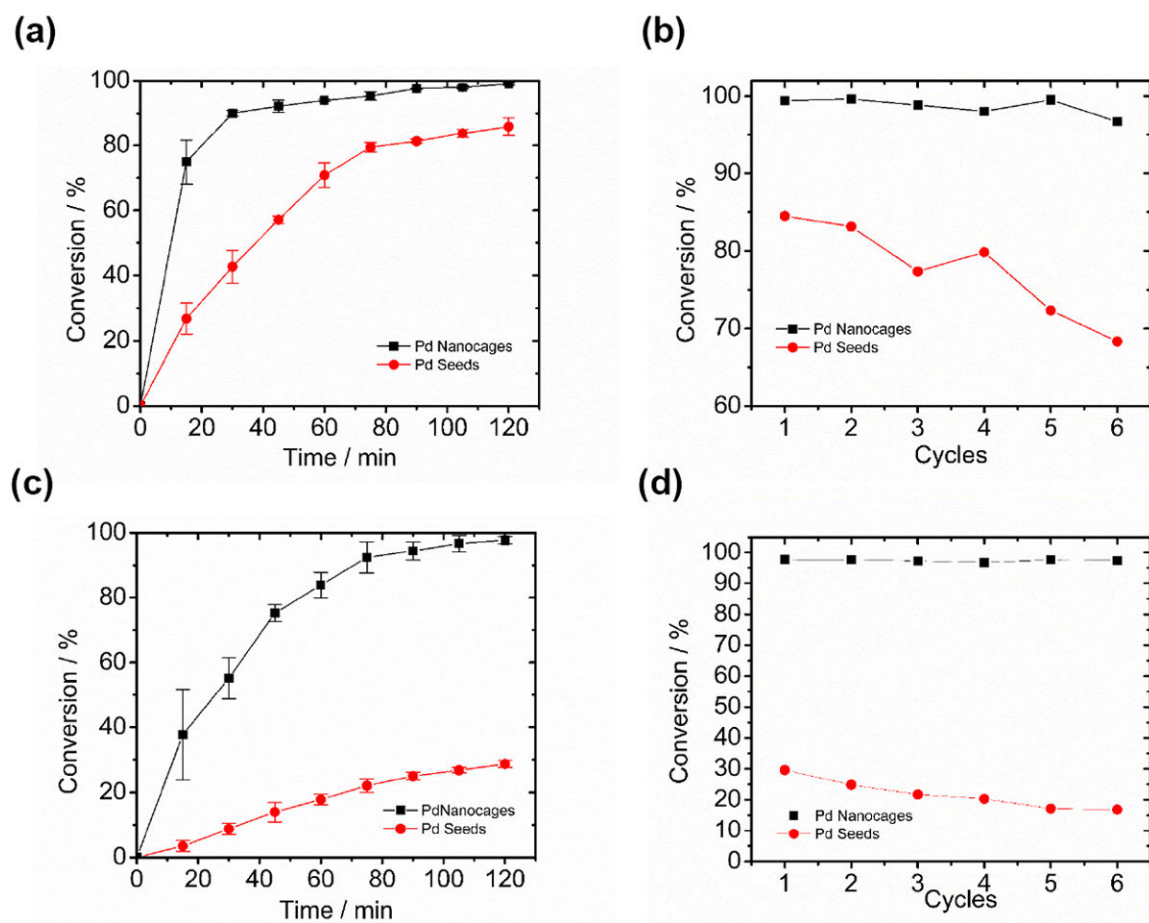 (a)
100
80
60
40
20
0
Conversion / %
Pd Nanocages
Pd Seeds
0 20 40 60 80 100 120
Time / min
(b)
100
90
80
70
60
Conversion / %
Pd Nanocages
Pd Seeds
1 2 3 4 5 6
Cycles
(c)
100
80
60
40
20
0
Conversion / %
PdNanocages
Pd Seeds
0 20 40 60 80 100 120
Time / min
(d)
100
90
80
70
60
50
40
30
20
10
0
Conversion / %
Pd Nanocages
Pd Seeds
1 2 3 4 5 6
Cycles